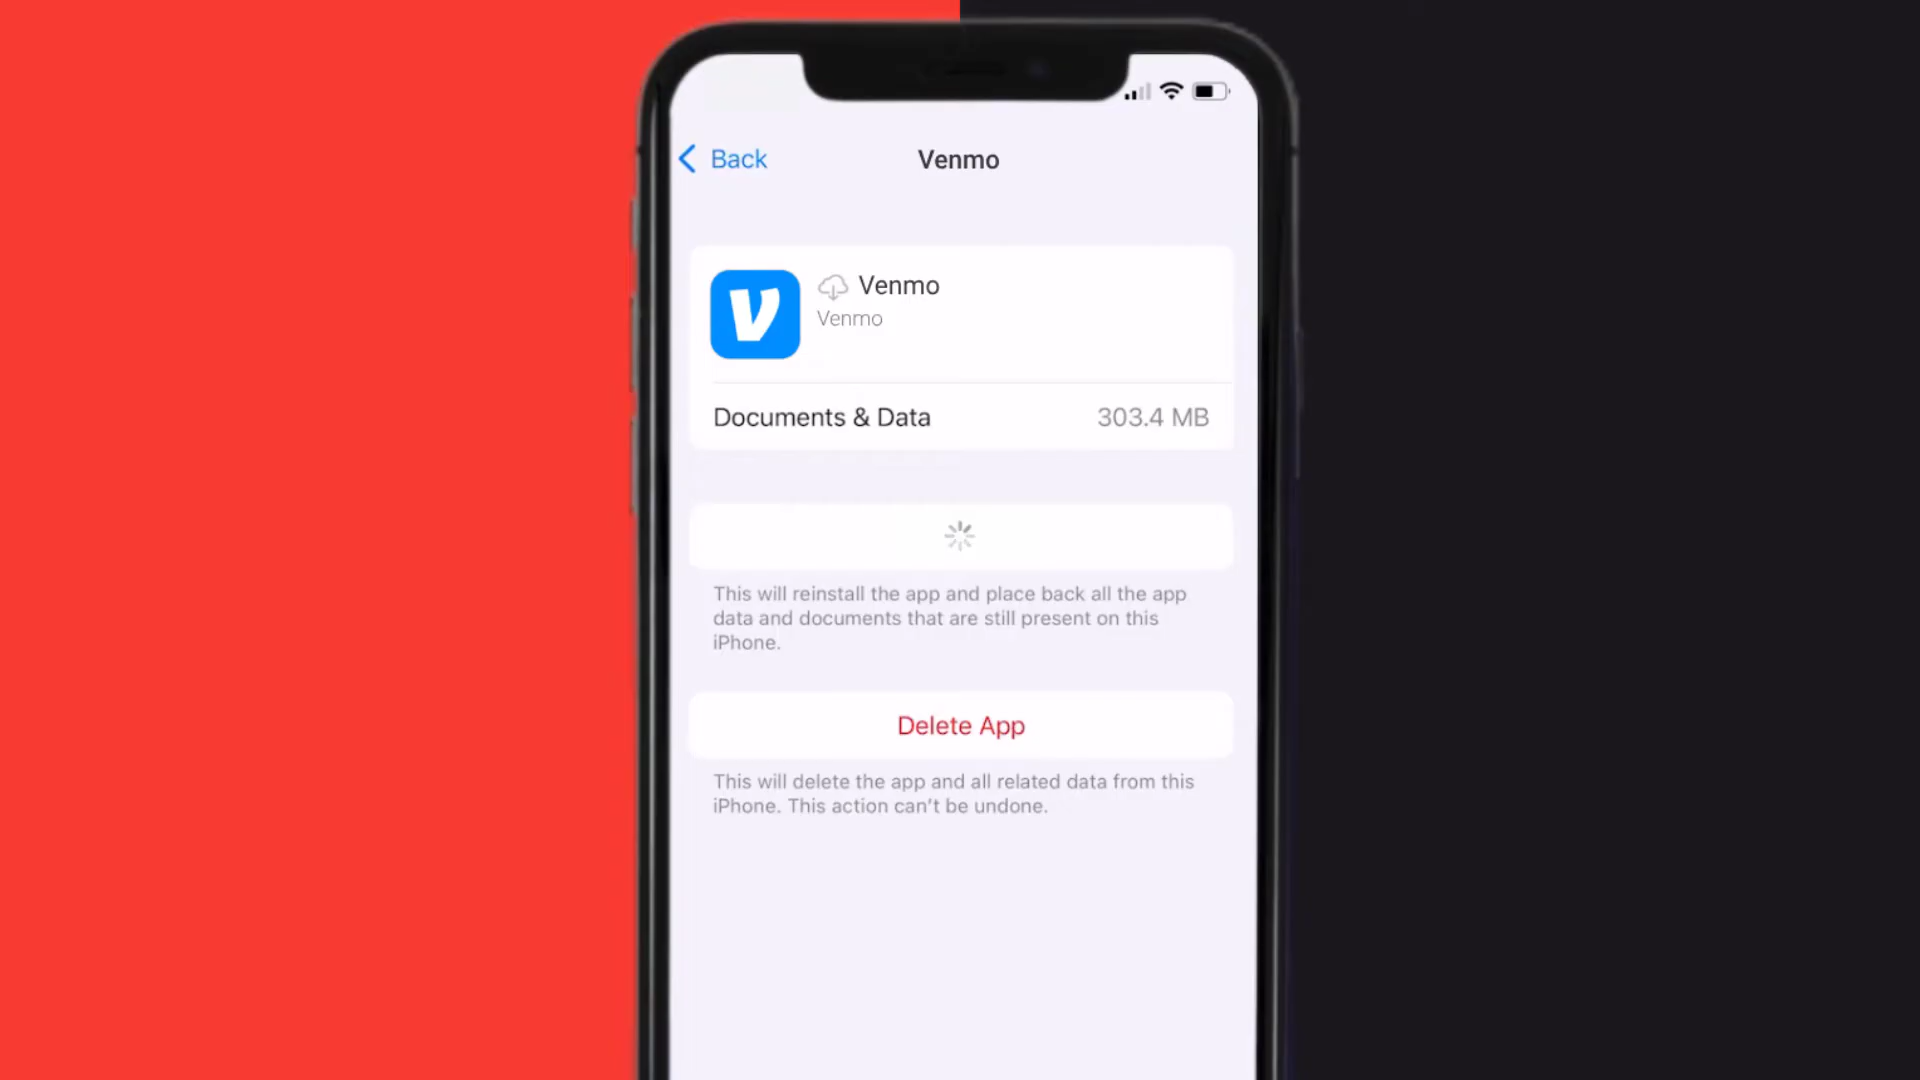 Back
Venmo
Venmo
Venmo
Documents & Data
303.4 MB
This will reinstall the app and place back all the app
data and documents that are still present on this
iPhone.
Delete App
This will delete the app and all related data from this
iPhone. This action can't be undone.